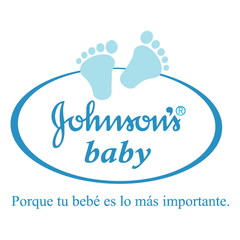 Johnson's®
baby
Porque tu bebé es lo más importante.